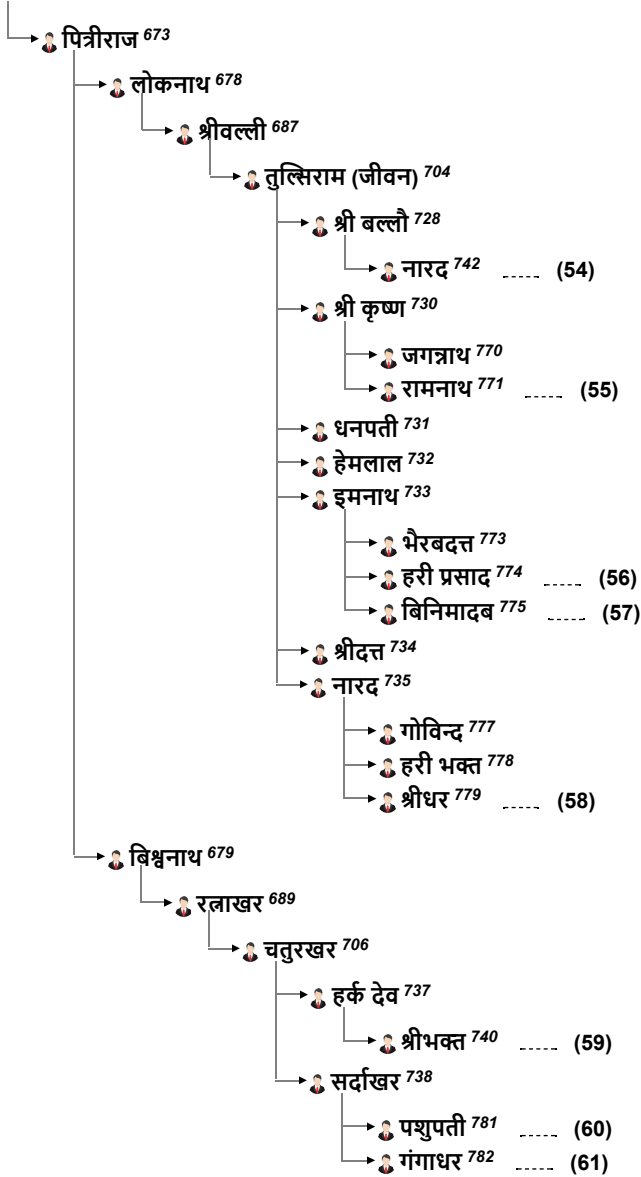 पित्रीराज 673
लोकनाथ 678
श्रीवल्ली 687
तुल्सिराम (जीवन) 704
श्री बल्लौ 728
नारद 742 (54)
श्री कृष्ण 730
जगन्नाथ 770
रामनाथ 771 (55)
धनपती 731
हेमलाल 732
इमनाथ 733
भैरबदत्त 773
हरी प्रसाद 774 (56)
बिनिमादब 775 (57)
श्रीदत्त 734
नारद 735
गोविन्द 777
हरी भक्त 778
श्रीधर 779 (58)
बिश्वनाथ 679
रत्नाखर 689
चतुरखर 706
हर्क देव 737
श्रीभक्त 740 (59)
सर्दाखर 738
पशुपती 781 (60)
गंगाधर 782 (61)